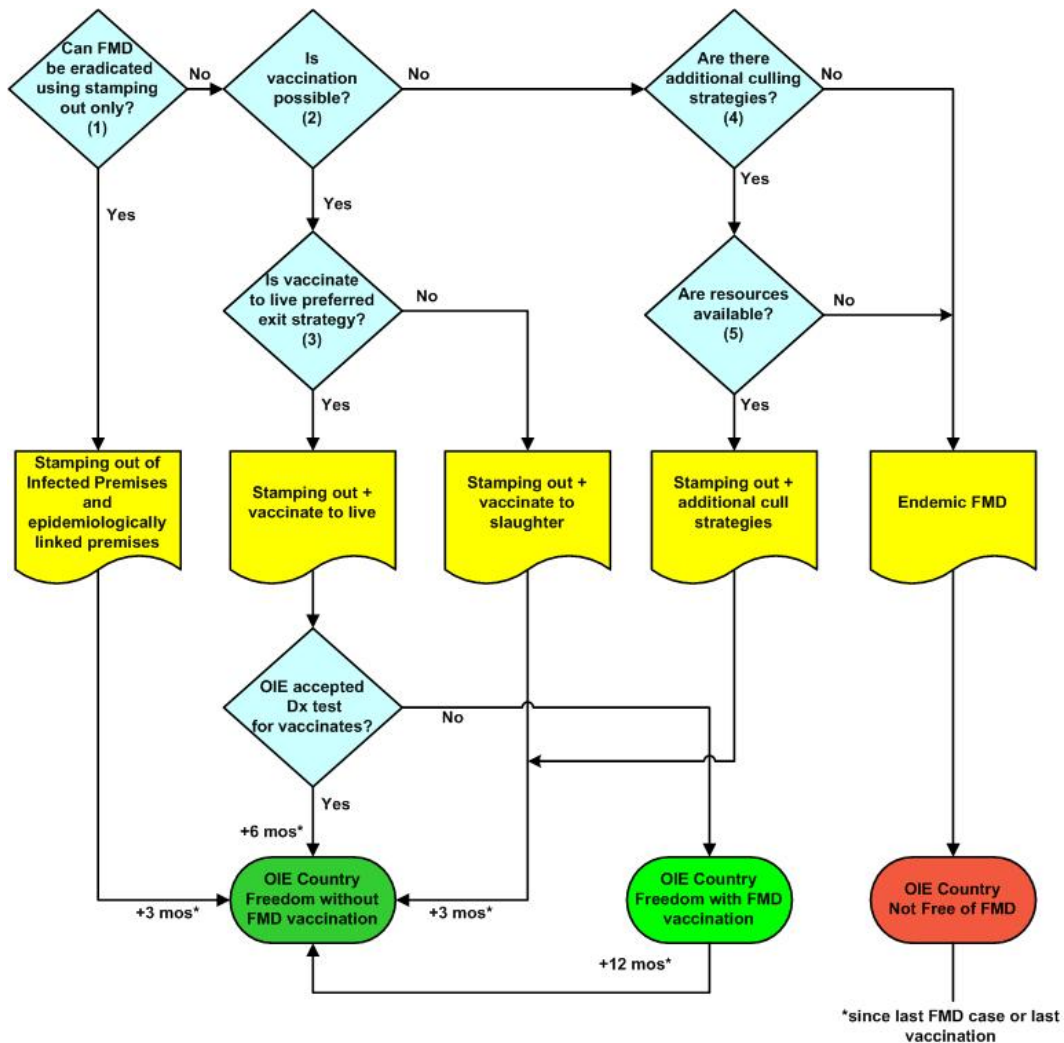 Can FMD
be eradicated
using stamping
out only?
(1)
No
Is
vaccination
possible?
(2)
No
Are there
additional culling
strategies?
(4)
No
Yes
Yes
Yes
Is vaccinate
to live preferred
exit strategy?
(3)
No
Are resources
available?
(5)
No
Yes
Yes
Stamping out of
Infected Premises
and
epidemiologically
linked premises
Stamping out +
vaccinate to live
Stamping out +
vaccinate to
slaughter
Stamping out +
additional cull
strategies
Endemic FMD
OIE accepted
Dx test
for vaccinates?
No
Yes
+6 mos*
OIE Country
Freedom without
FMD vaccination
+3 mos*
+3 mos*
OIE Country
Freedom with FMD
vaccination
OIE Country
Not Free of FMD
+12 mos*
*since last FMD case or last
vaccination